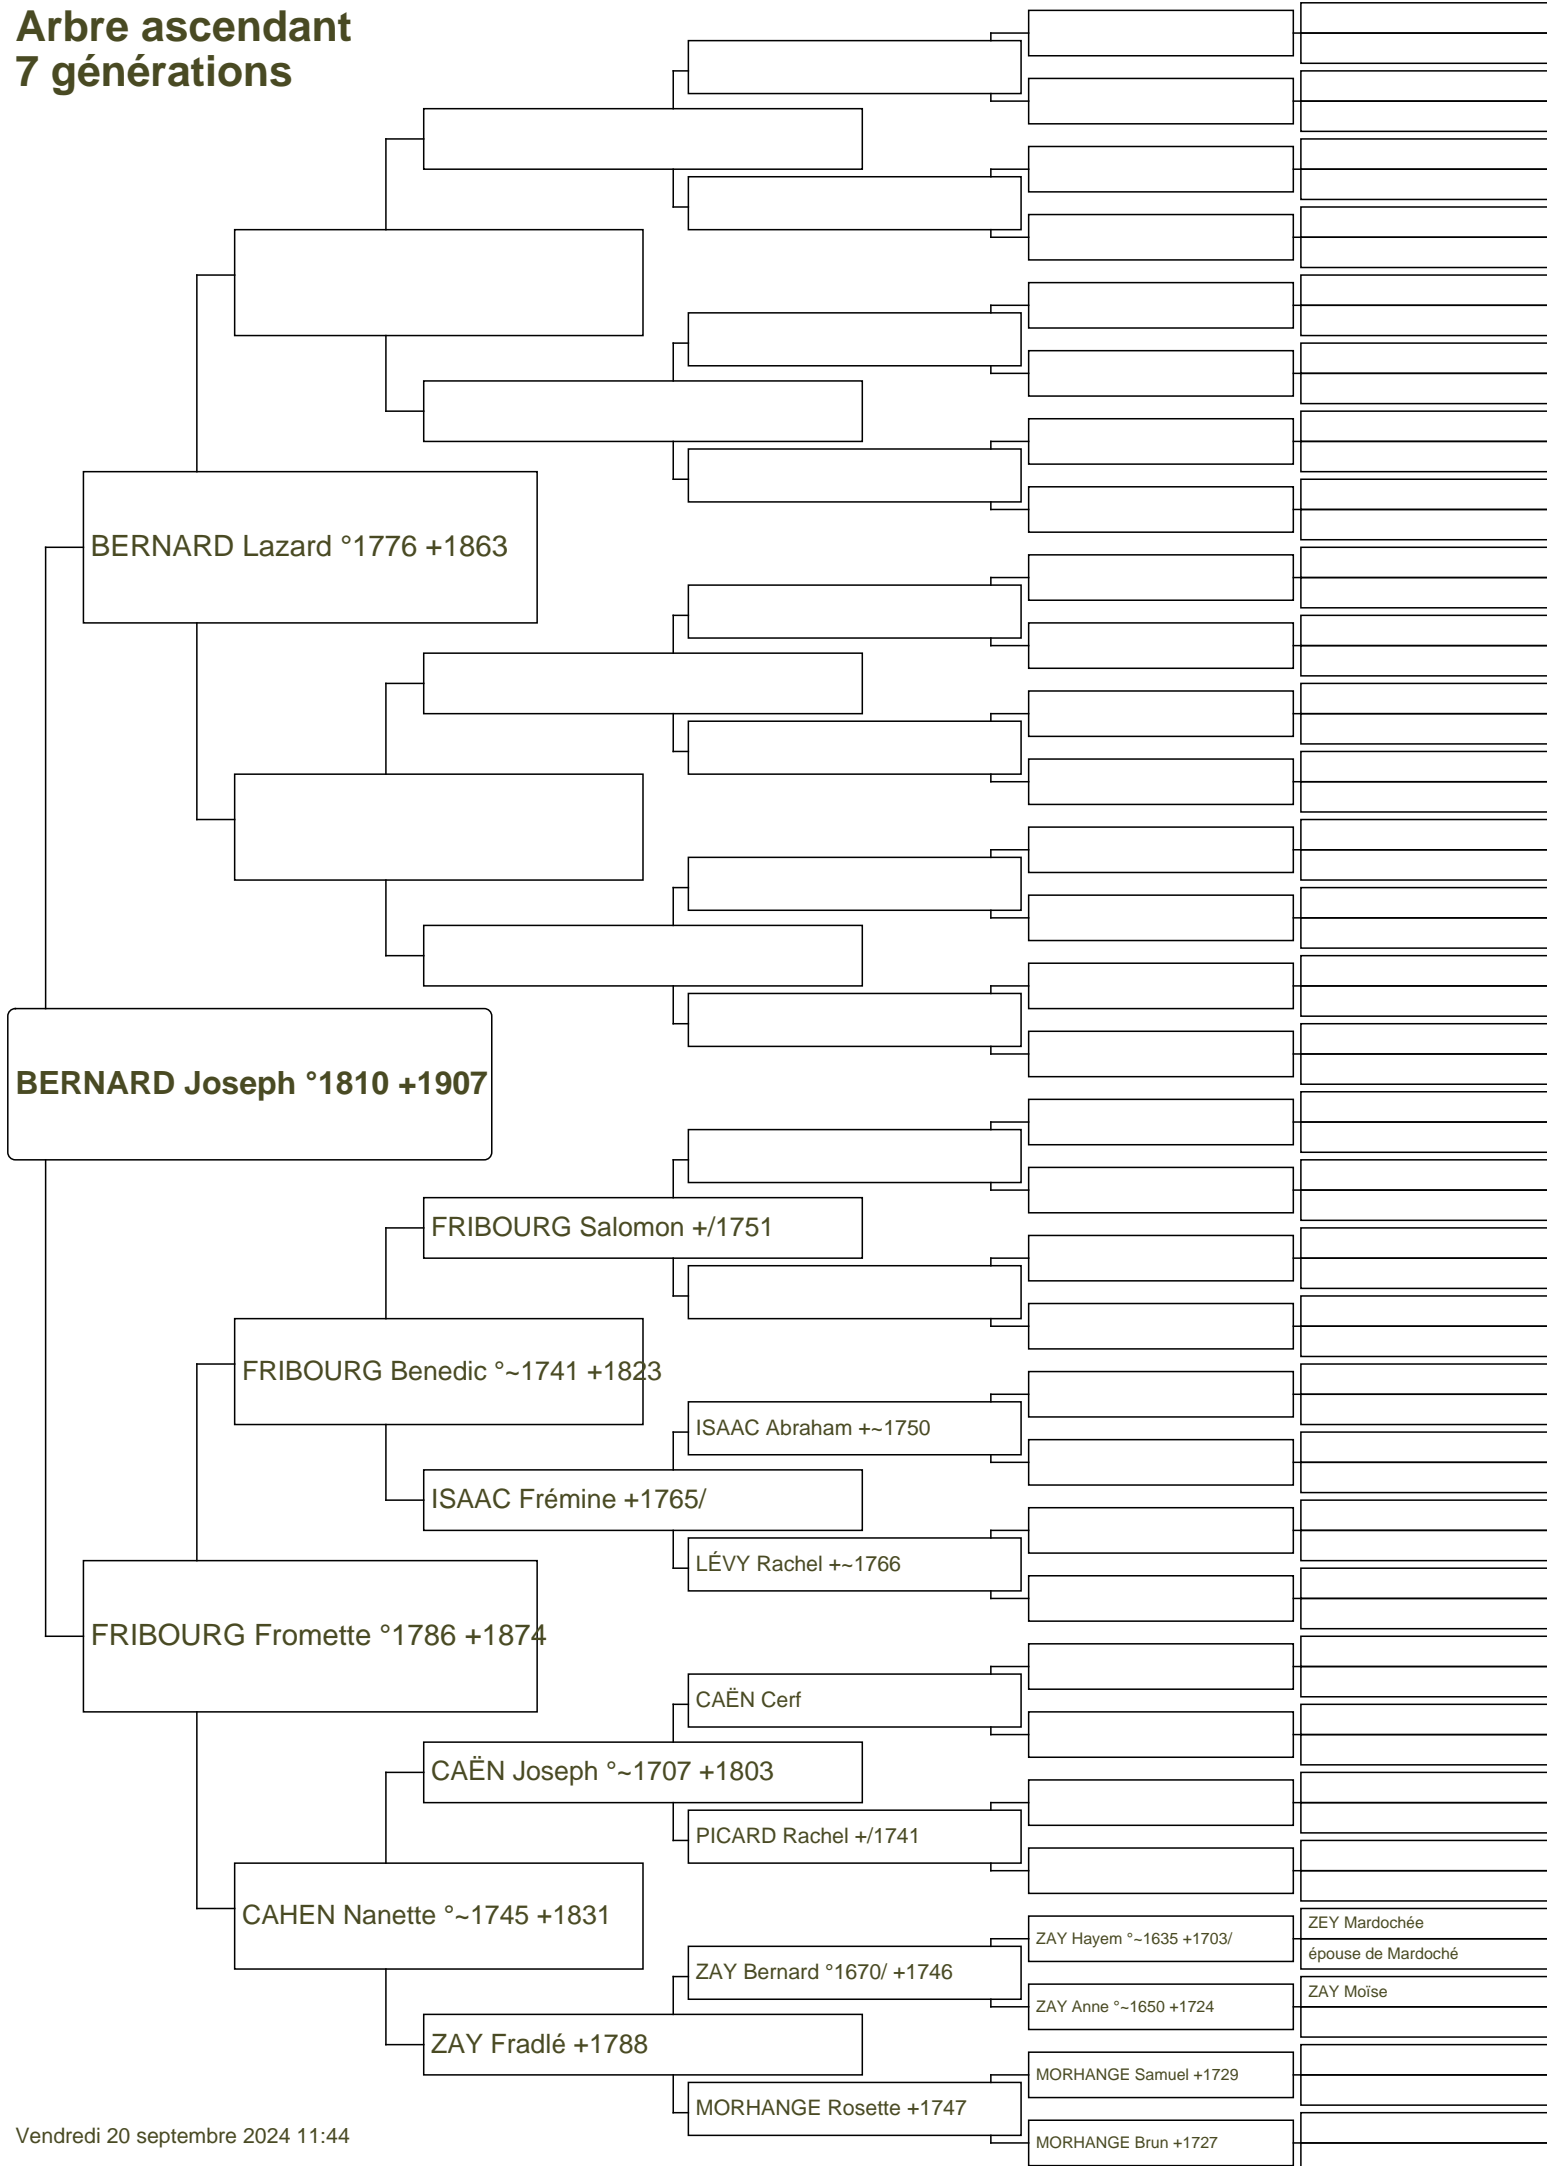 Arbre ascendant
7 générations
BERNARD Lazard °1776 +1863
BERNARD Joseph °1810 +1907
FRIBOURG Salomon +/1751
FRIBOURG Benedic °~1741 +1823
ISAAC Abraham +~1750
ISAAC Frémine +1765/
LÉVY Rachel +~1766
FRIBOURG Fromette °1786 +1874
CAËN Cerf
CAËN Joseph °~1707 +1803
PICARD Rachel +/1741
CAHEN Nanette °~1745 +1831
ZEY Mardochée
ZAY Hayem °~1635 +1703/
épouse de Mardoché
ZAY Bernard °1670/ +1746
ZAY Moïse
ZAY Anne °~1650 +1724
ZAY Fradlé +1788
MORHANGE Samuel +1729
MORHANGE Rosette +1747
MORHANGE Brun +1727
Vendredi 20 septembre 2024 11:44